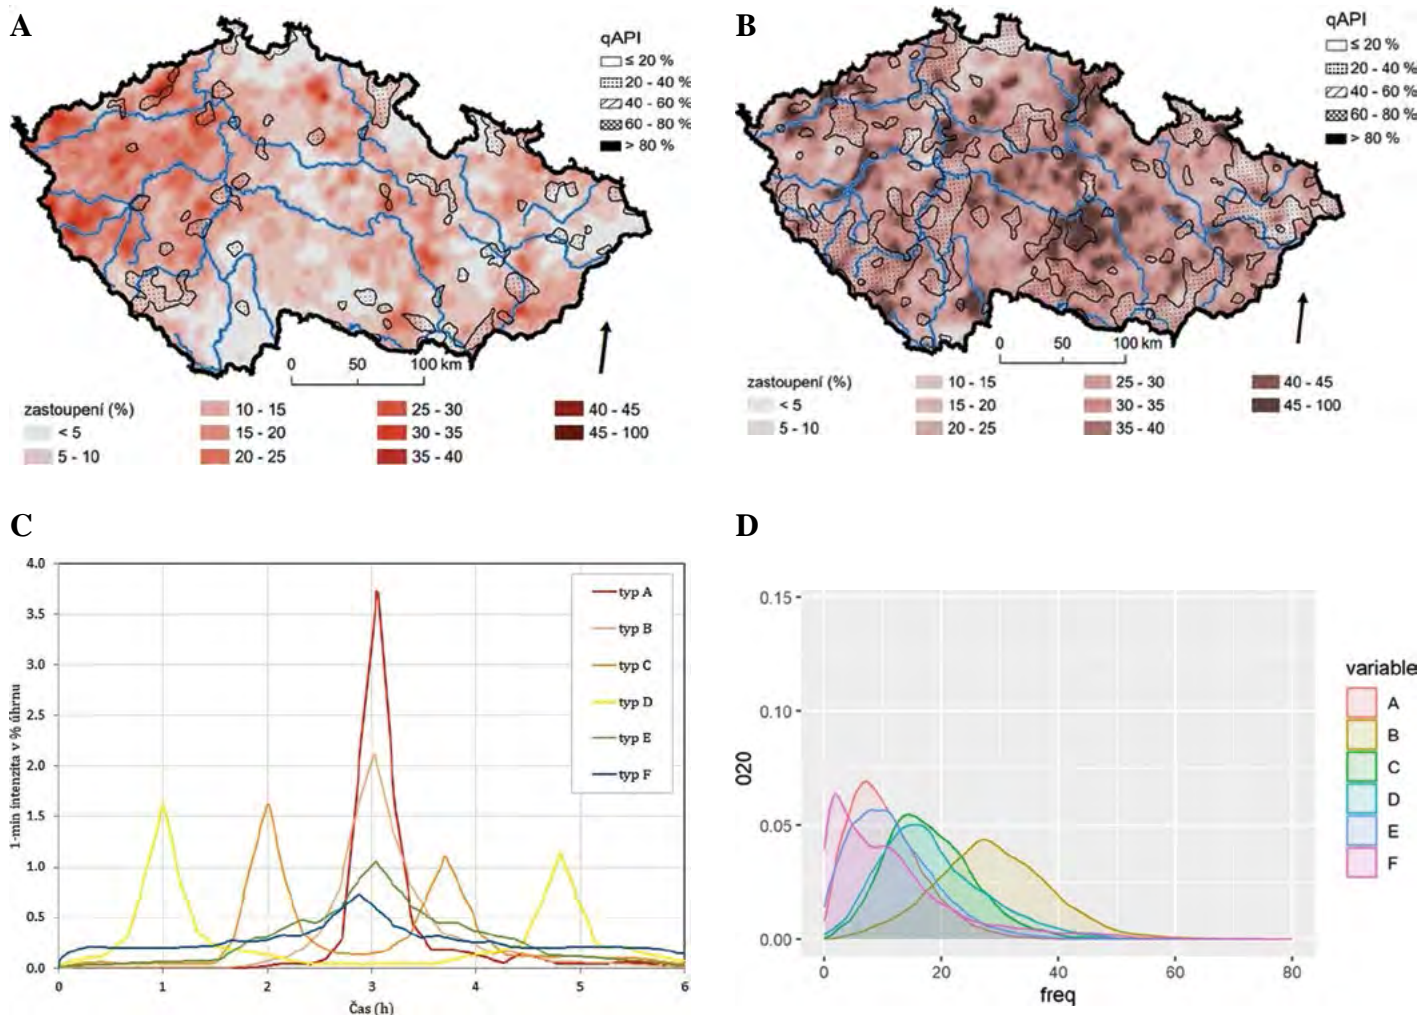 A
qAPI
≤ 20 %
20 - 40 %
40 - 60 %
60 - 80 %
> 80 %
0 50 100 km
zastoupení (%)
< 5
5 - 10
10 - 15
15 - 20
20 - 25
25 - 30
30 - 35
35 - 40
40 - 45
45 - 100
B
qAPI
≤ 20 %
20 - 40 %
40 - 60 %
60 - 80 %
> 80 %
0 50 100 km
zastoupení (%)
< 5
5 - 10
10 - 15
15 - 20
20 - 25
25 - 30
30 - 35
35 - 40
40 - 45
45 - 100
C
1-min intenzita v % úhrnu
4.0
3.5
3.0
2.5
2.0
1.5
1.0
0.5
0.0
0 1 2 3 4 5 6
Čas (h)
typ A
typ B
typ C
typ D
typ E
typ F
D
020
0.15
0.10
0.05
0.00
0 20 40 60 80
freq
variable
A
B
C
D
E
F